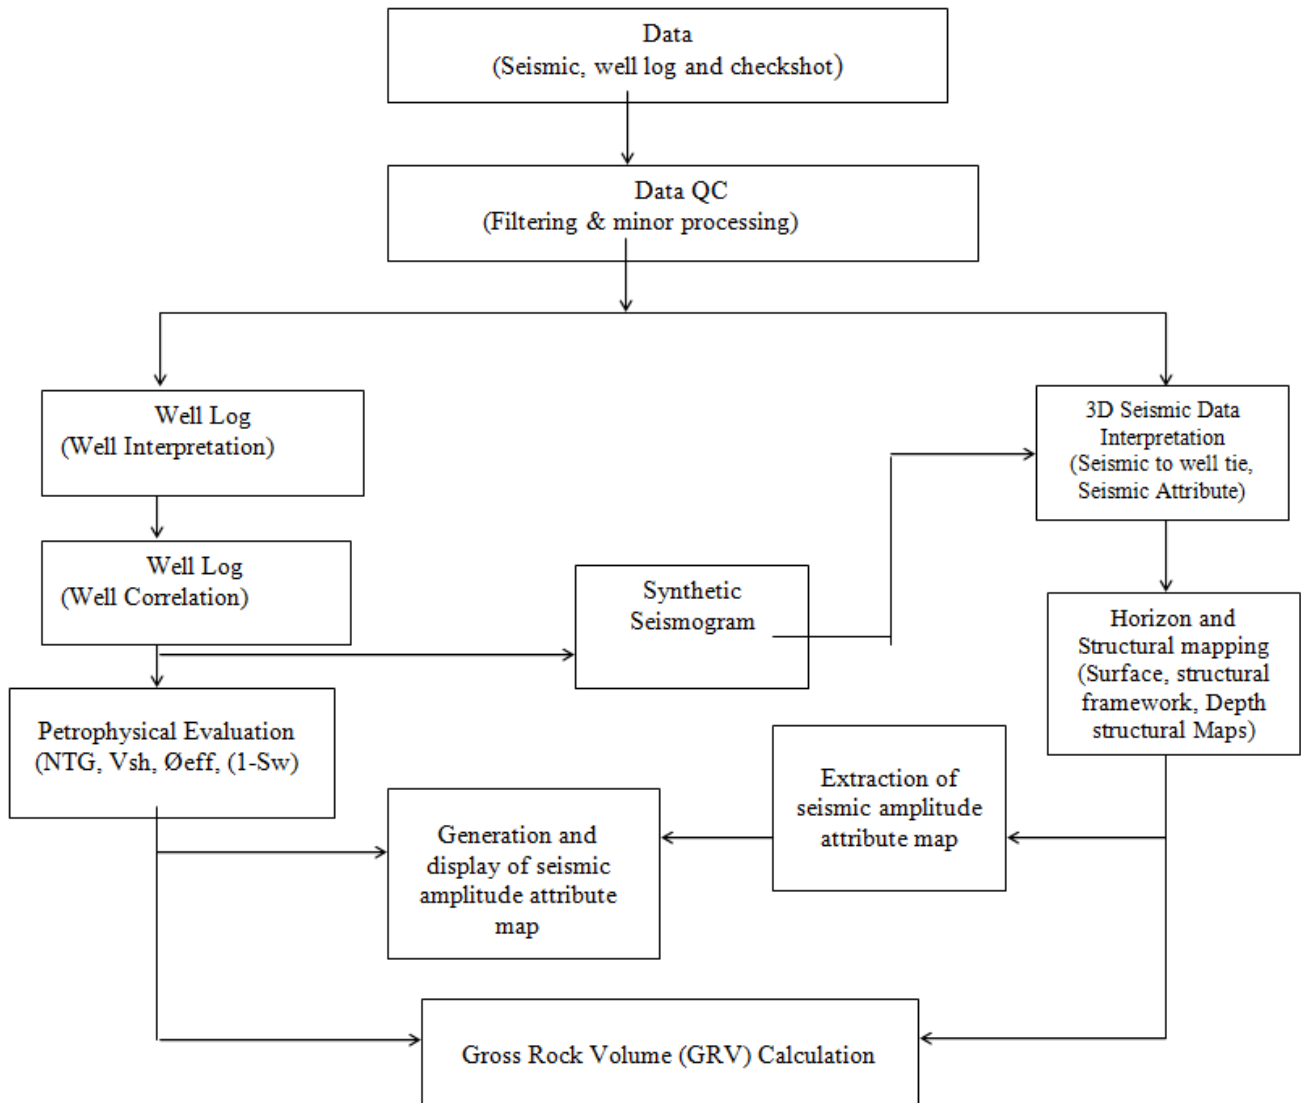 Data
(Seismic, well log and checkshot)
Data QC
(Filtering & minor processing)
Well Log
(Well Interpretation)
3D Seismic Data
Interpretation
(Seismic to well tie,
Seismic Attribute)
Well Log
(Well Correlation)
Synthetic
Seismogram
Horizon and
Structural mapping
(Surface, structural
framework, Depth
structural Maps)
Petrophysical Evaluation
(NTG, Vsh, Øeff, (1-Sw)
Extraction of
seismic amplitude
attribute map
Generation and
display of seismic
amplitude attribute
map
Gross Rock Volume (GRV) Calculation